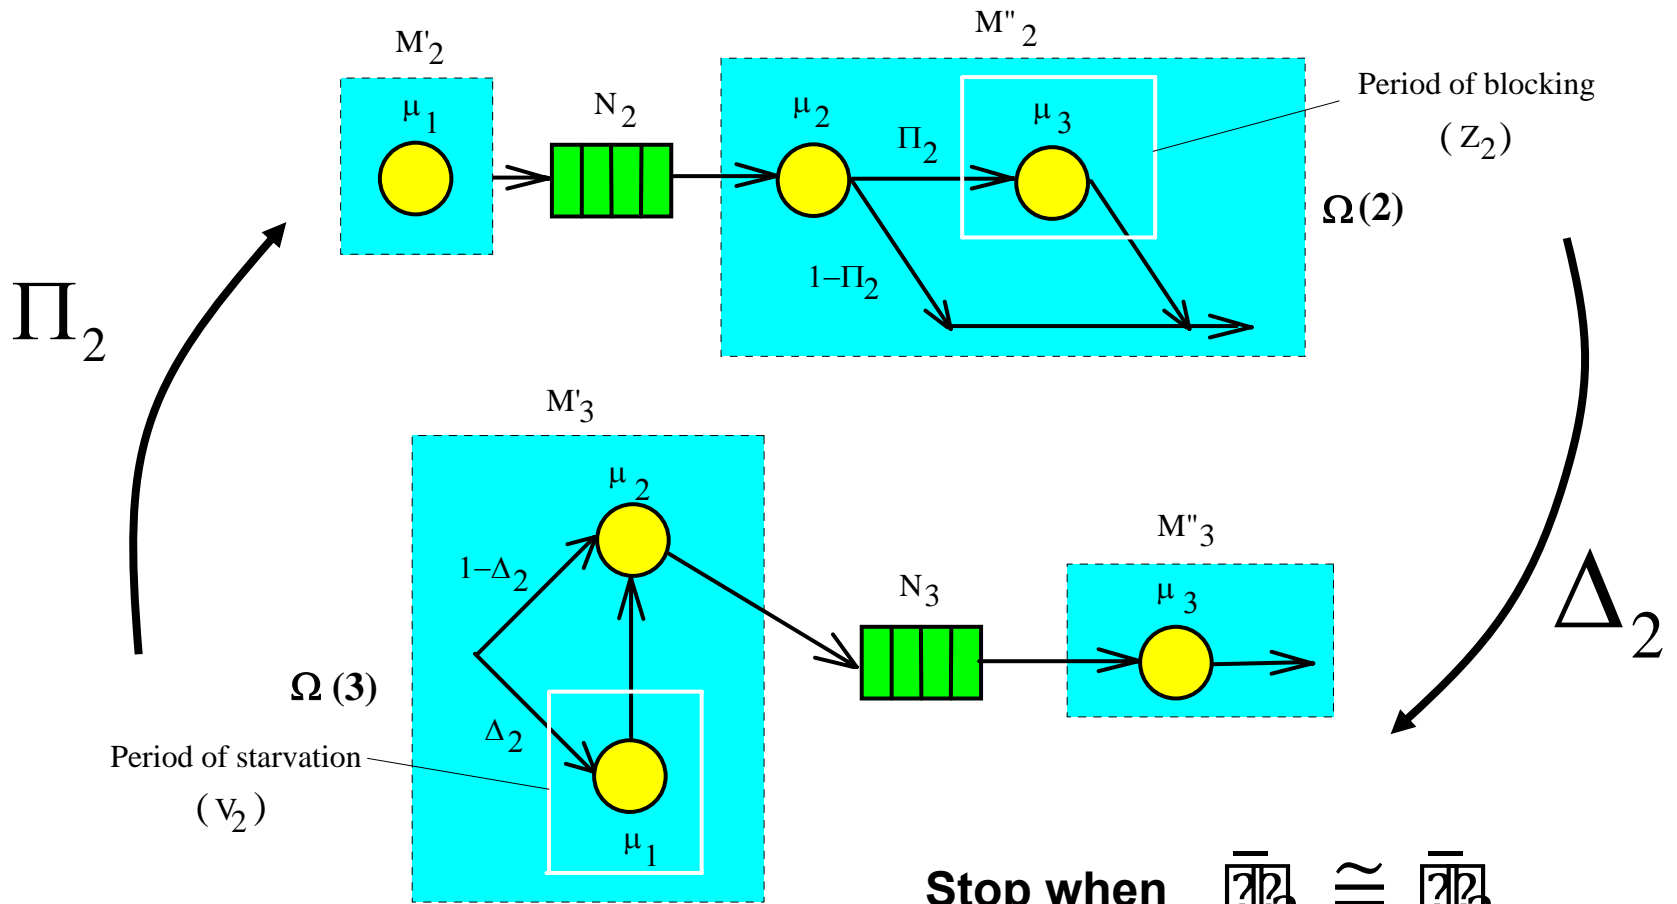 M'2
M"2
μ1
N2
μ2
Π2
μ3
Period of blocking
( Z2 )
Ω (2)
1−Π2
Π2
M'3
μ2
1−Δ2
N3
M"3
μ3
Δ2
Ω (3)
Δ2
Period of starvation
( V2 )
μ1
Stop when ≅